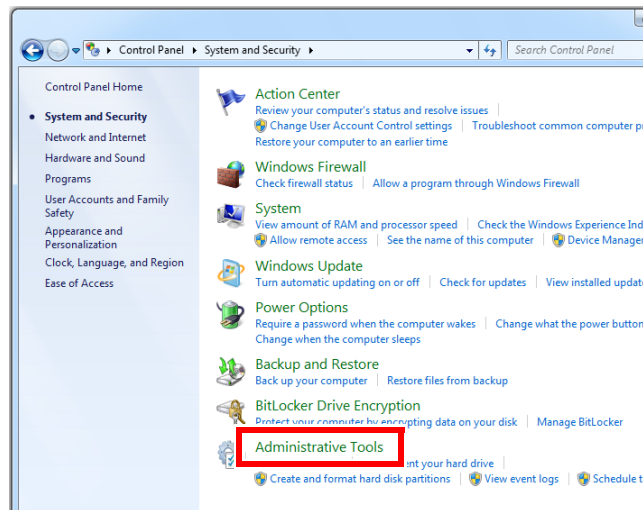 Control Panel ▸ System and Security ▸
Search Control Panel
Control Panel Home
System and Security
Network and Internet
Hardware and Sound
Programs
User Accounts and Family
Safety
Appearance and
Personalization
Clock, Language, and Region
Ease of Access
Action Center
Review your computer's status and resolve issues
Change User Account Control settings Troubleshoot common computer p
Restore your computer to an earlier time
Windows Firewall
Check firewall status Allow a program through Windows Firewall
System
View amount of RAM and processor speed Check the Windows Experience Ind
Allow remote access See the name of this computer Device Manager
Windows Update
Turn automatic updating on or off Check for updates View installed updat
Power Options
Require a password when the computer wakes Change what the power button
Change when the computer sleeps
Backup and Restore
Back up your computer Restore files from backup
BitLocker Drive Encryption
Protect your computer by encrypting data on your disk Manage BitLocker
Administrative Tools
ent your hard drive
Create and format hard disk partitions View event logs Schedule t